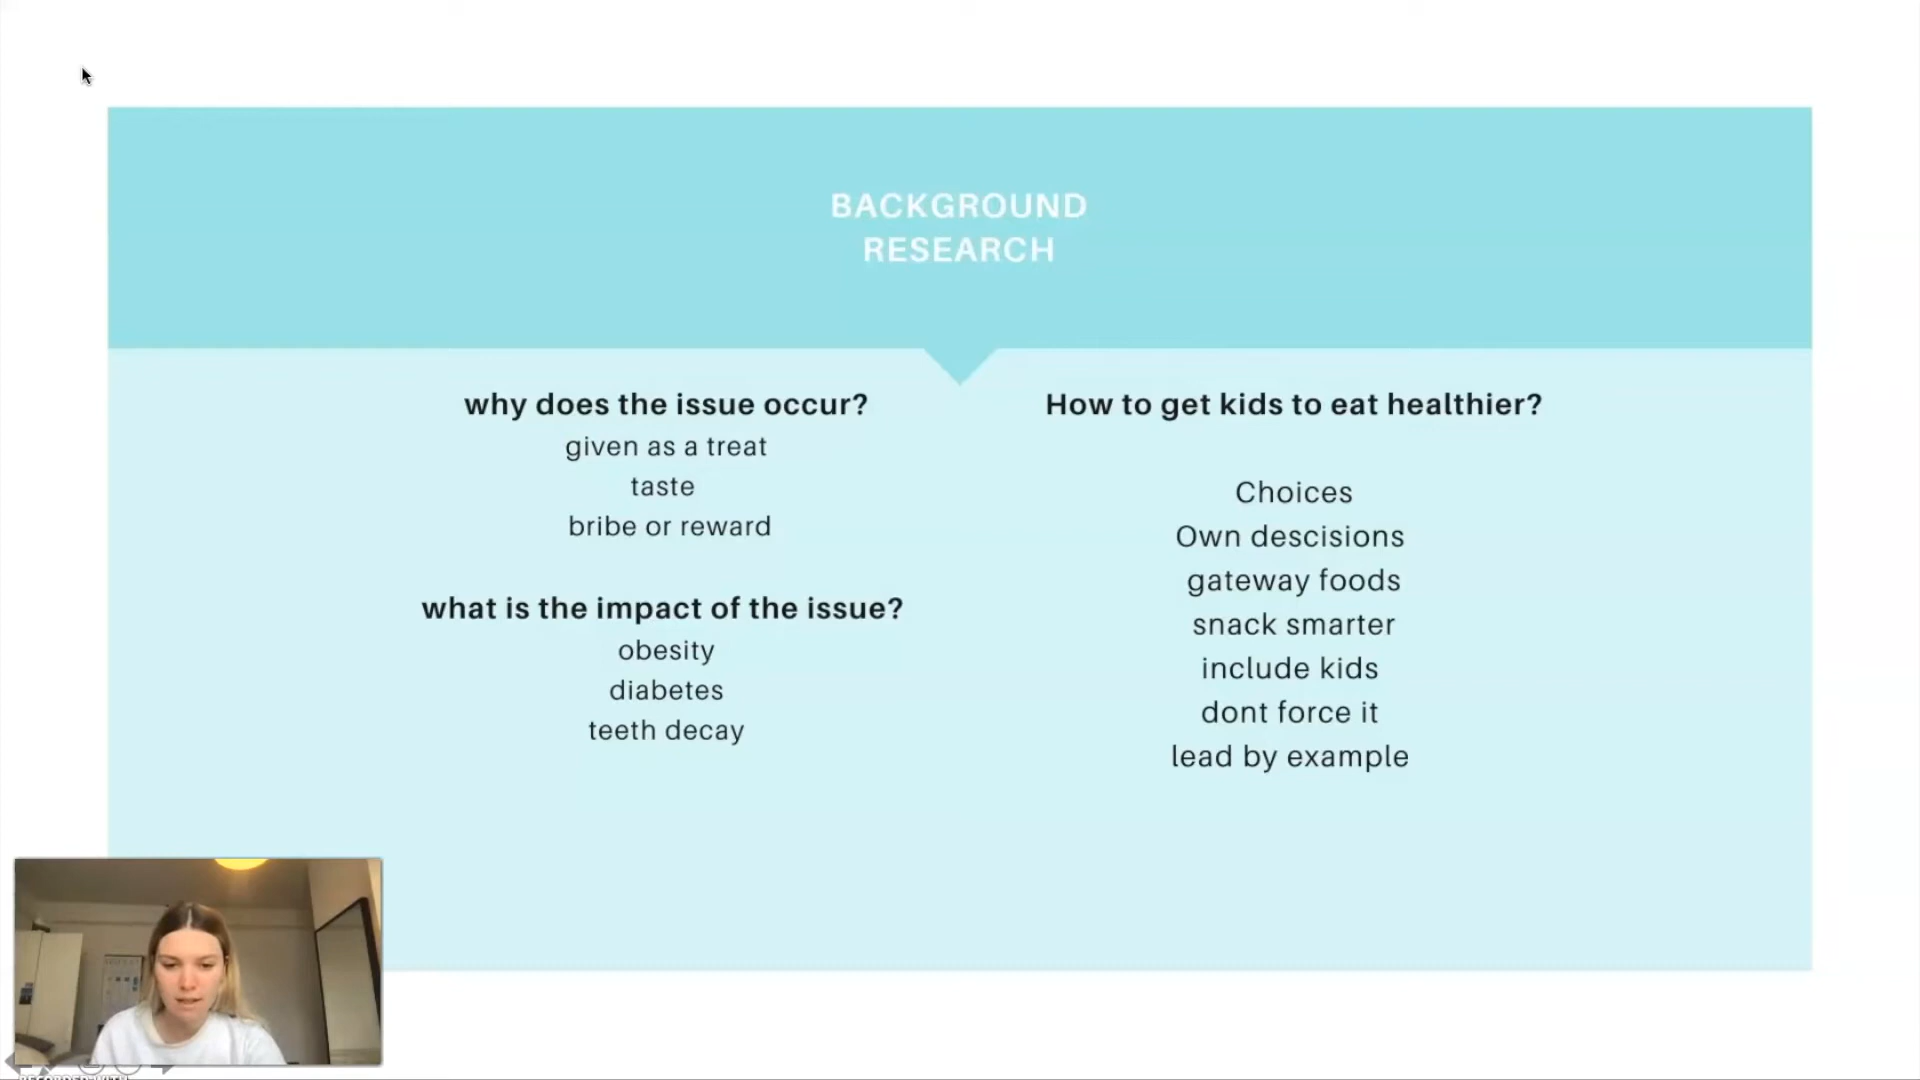 BACKGROUND
RESEARCH
why does the issue occur?
given as a treat
taste
bribe or reward
what is the impact of the issue?
obesity
diabetes
teeth decay
How to get kids to eat healthier?
Choices
Own descisions
gateway foods
snack smarter
include kids
dont force it
lead by example
RECORDED WITH